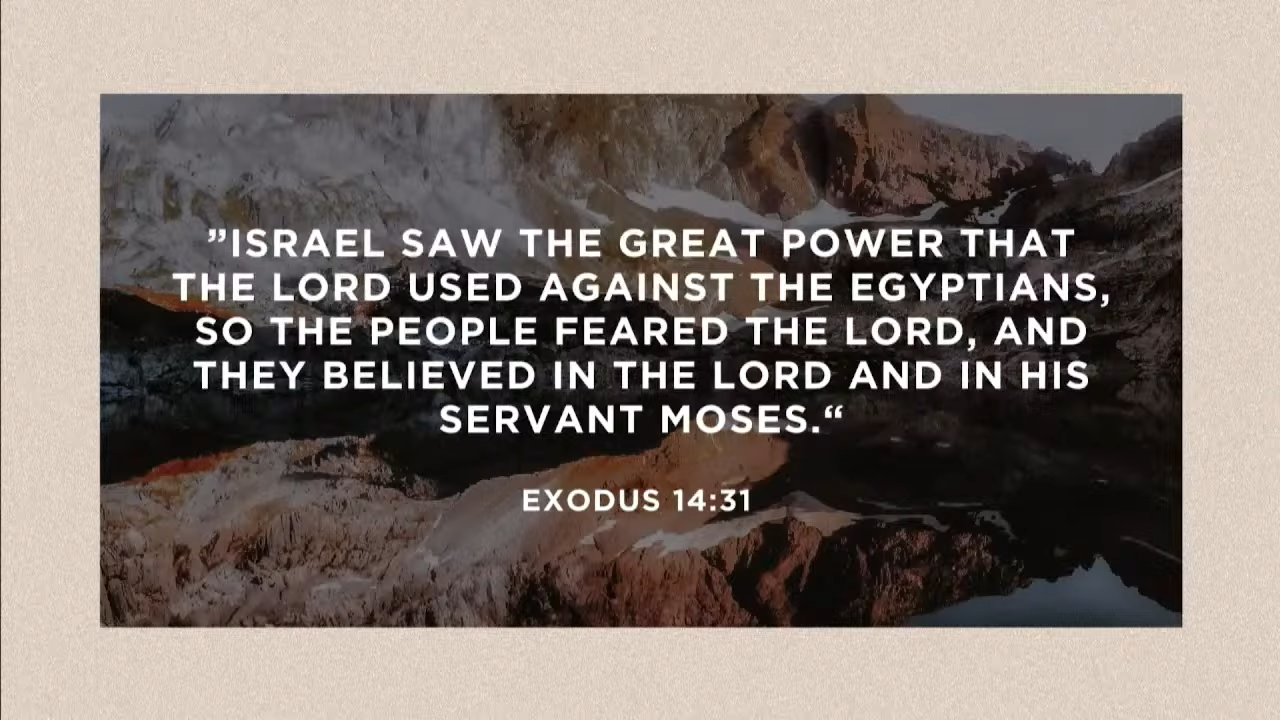 ”ISRAEL SAW THE GREAT POWER THAT
THE LORD USED AGAINST THE EGYPTIANS,
SO THE PEOPLE FEARED THE LORD, AND
THEY BELIEVED IN THE LORD AND IN HIS
SERVANT MOSES.“
EXODUS 14:31